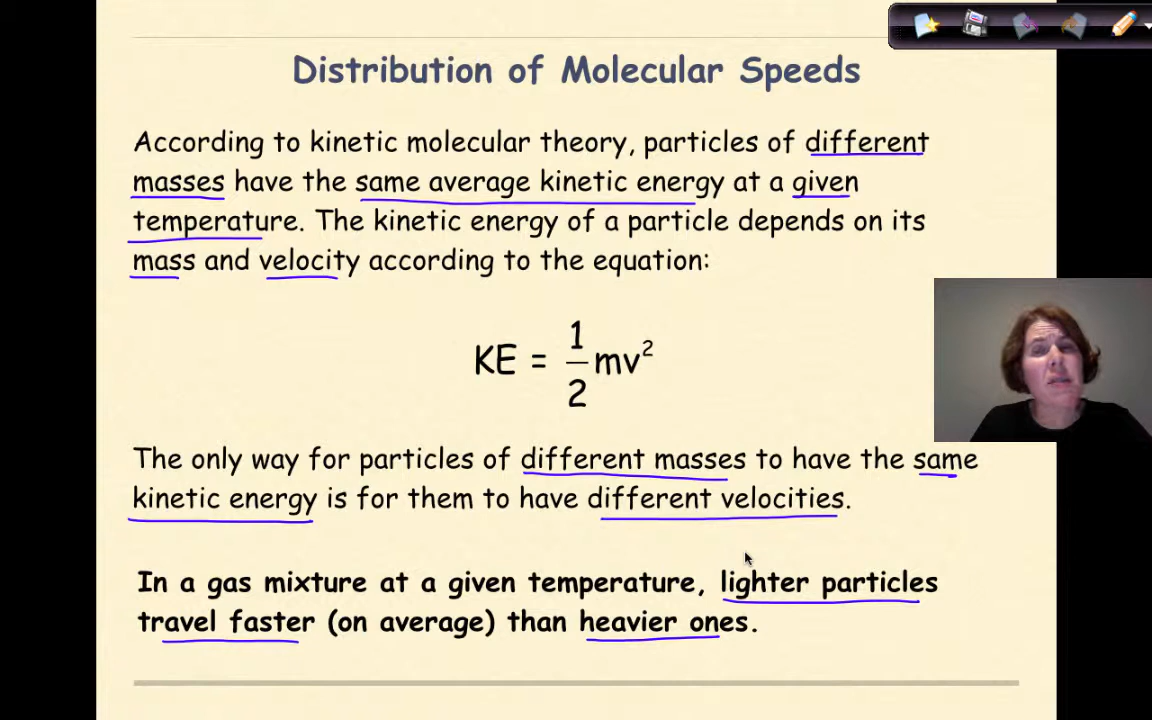 Distribution of Molecular Speeds
According to kinetic molecular theory, particles of different
masses have the same average kinetic energy at a given
temperature. The kinetic energy of a particle depends on its
mass and velocity according to the equation:
KE = 1/2 mv²
The only way for particles of different masses to have the same
kinetic energy is for them to have different velocities.
In a gas mixture at a given temperature, lighter particles
travel faster (on average) than heavier ones.